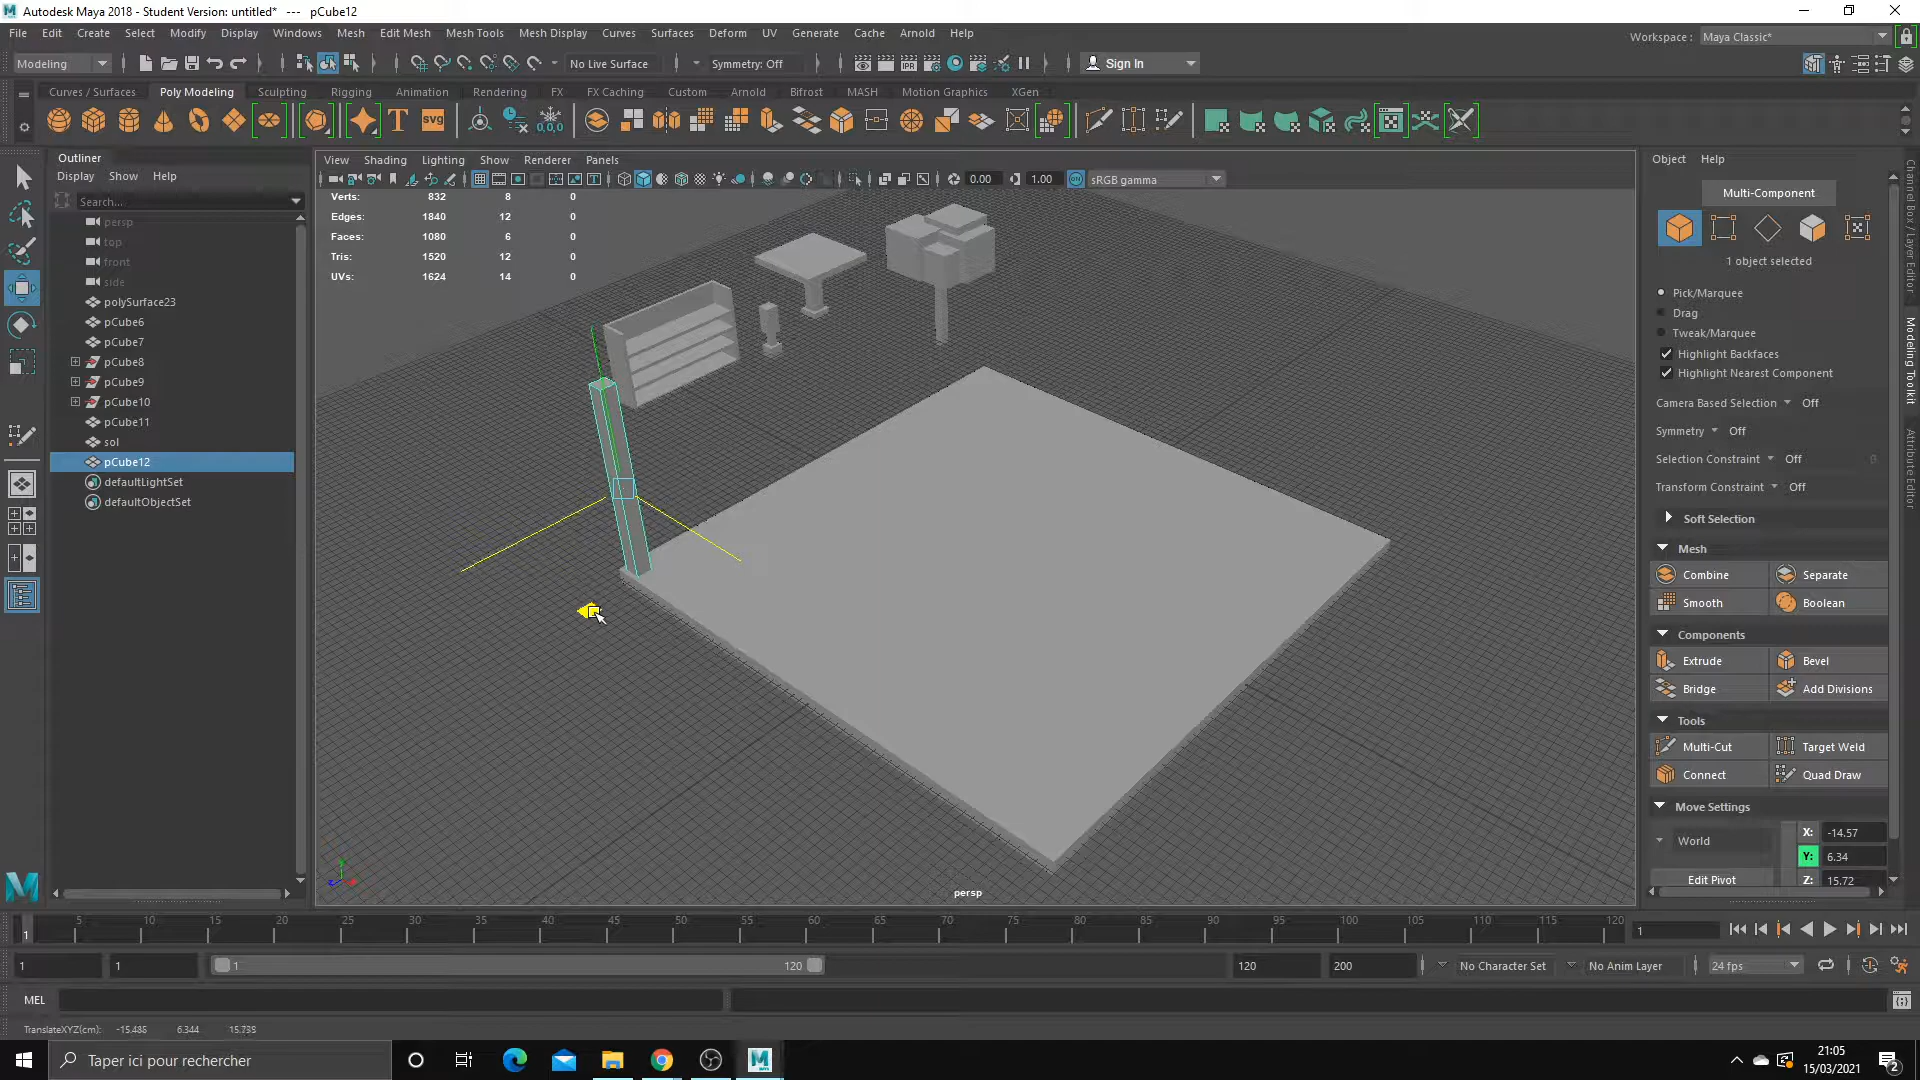 Autodesk Maya 2018 - Student Version: untitled* --- pCube12
File Edit Create Select Modify Display Windows Mesh Edit Mesh Mesh Tools Mesh Display Curves Surfaces Deform UV Generate Cache Arnold Help
Workspace : Maya Classic*
Modeling No Live Surface Symmetry: Off Sign In
Curves / Surfaces Poly Modeling Sculpting Rigging Animation Rendering FX FX Caching Custom Arnold Bifrost MASH Motion Graphics XGen
Outliner
Display Show Help
Search...
persp
top
front
side
polySurface23
pCube6
pCube7
pCube8
pCube9
pCube10
pCube11
sol
pCube12
defaultLightSet
defaultObjectSet
View Shading Lighting Show Renderer Panels
0.00 1.00 sRGB gamma
Verts: 832 8 0
Edges: 1840 12 0
Faces: 1080 6 0
Tris: 1520 12 0
UVs: 1624 14 0
persp
Object Help
Multi-Component
1 object selected
Pick/Marquee
Drag
Tweak/Marquee
Highlight Backfaces
Highlight Nearest Component
Camera Based Selection Off
Symmetry Off
Selection Constraint Off 0
Transform Constraint Off
Soft Selection
Mesh
Combine Separate
Smooth Boolean
Components
Extrude Bevel
Bridge Add Divisions
Tools
Multi-Cut Target Weld
Connect Quad Draw
Move Settings
World X: -14.57
Y: 6.34
Edit Pivot Z: 15.72
Channel Box / Layer Editor
Modeling Toolkit
Attribute Editor
5 10 15 20 25 30 35 40 45 50 55 60 65 70 75 80 85 90 95 100 105 110 115 120
1 1
1 1 1 120 120 200 No Character Set No Anim Layer 24 fps
MEL
TranslateXYZ(cm): -15.486 6.344 15.735
Taper ici pour rechercher
21:05
15/03/2021
2